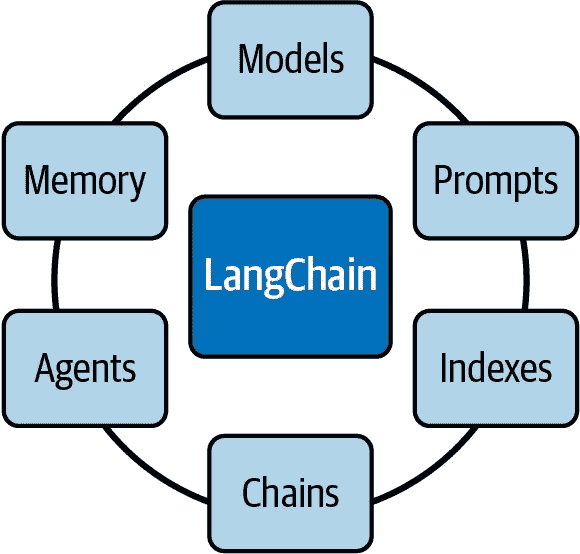 Models
Memory
Prompts
LangChain
Agents
Indexes
Chains